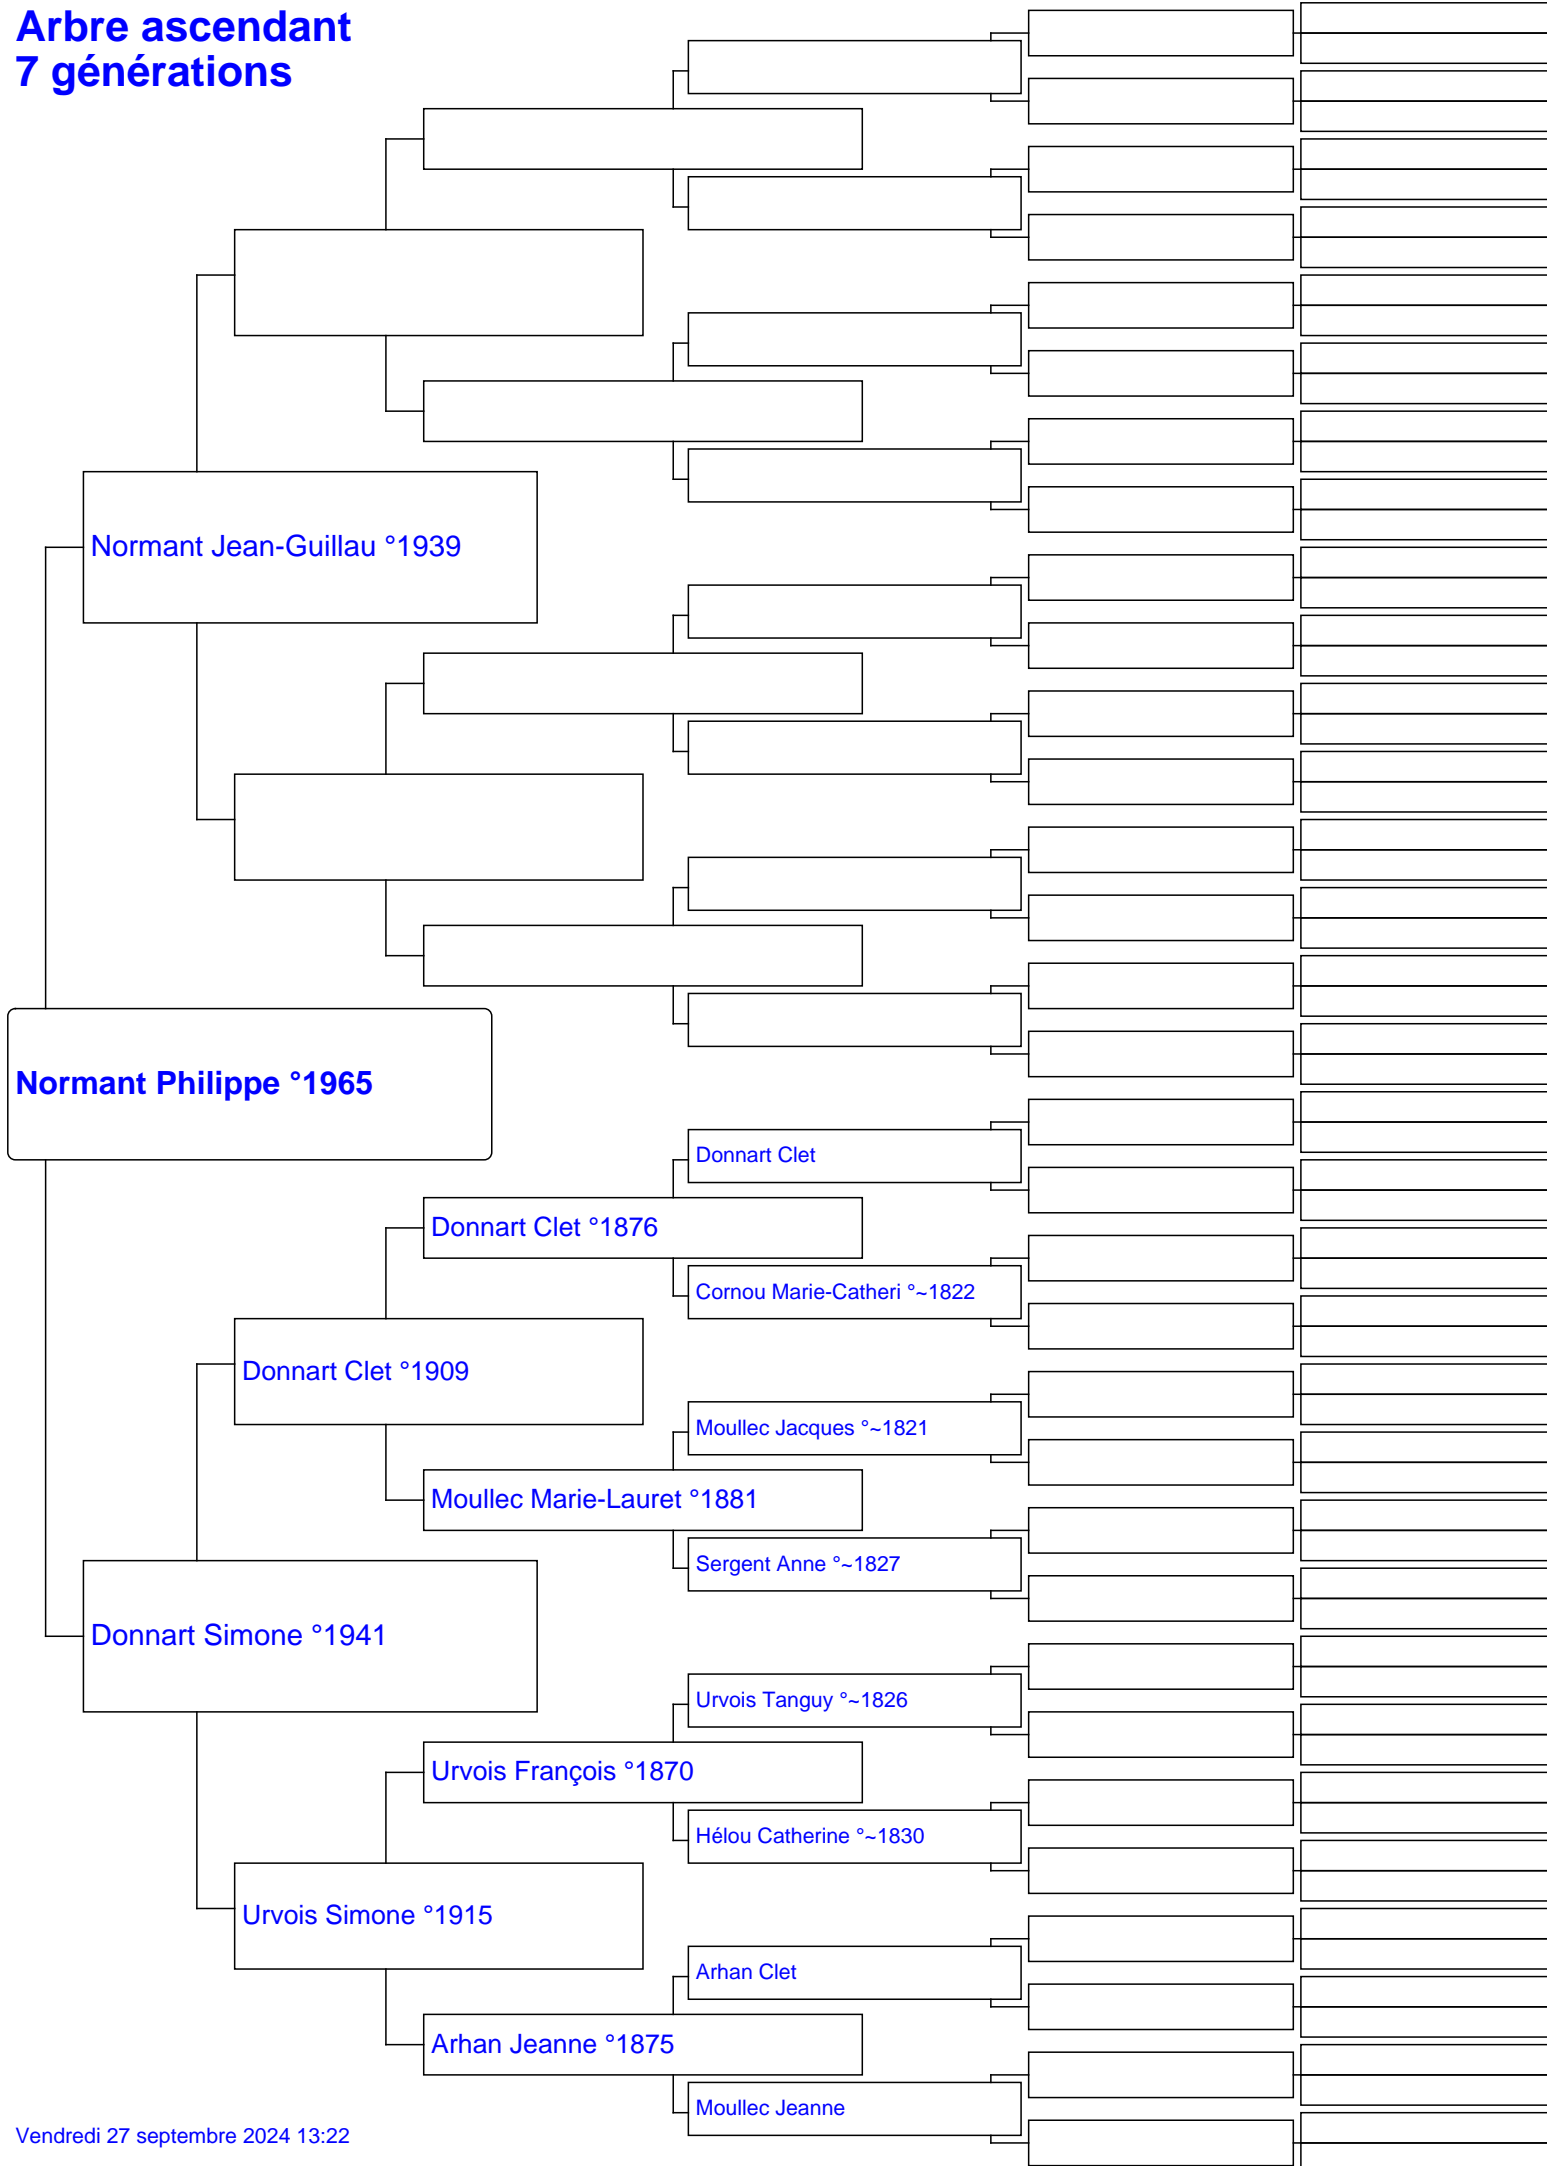 Arbre ascendant
7 générations
Normant Jean-Guillau °1939
Normant Philippe °1965
Donnart Clet
Donnart Clet °1876
Cornou Marie-Catheri °~1822
Donnart Clet °1909
Moullec Jacques °~1821
Moullec Marie-Lauret °1881
Sergent Anne °~1827
Donnart Simone °1941
Urvois Tanguy °~1826
Urvois François °1870
Hélou Catherine °~1830
Urvois Simone °1915
Arhan Clet
Arhan Jeanne °1875
Moullec Jeanne
Vendredi 27 septembre 2024 13:22